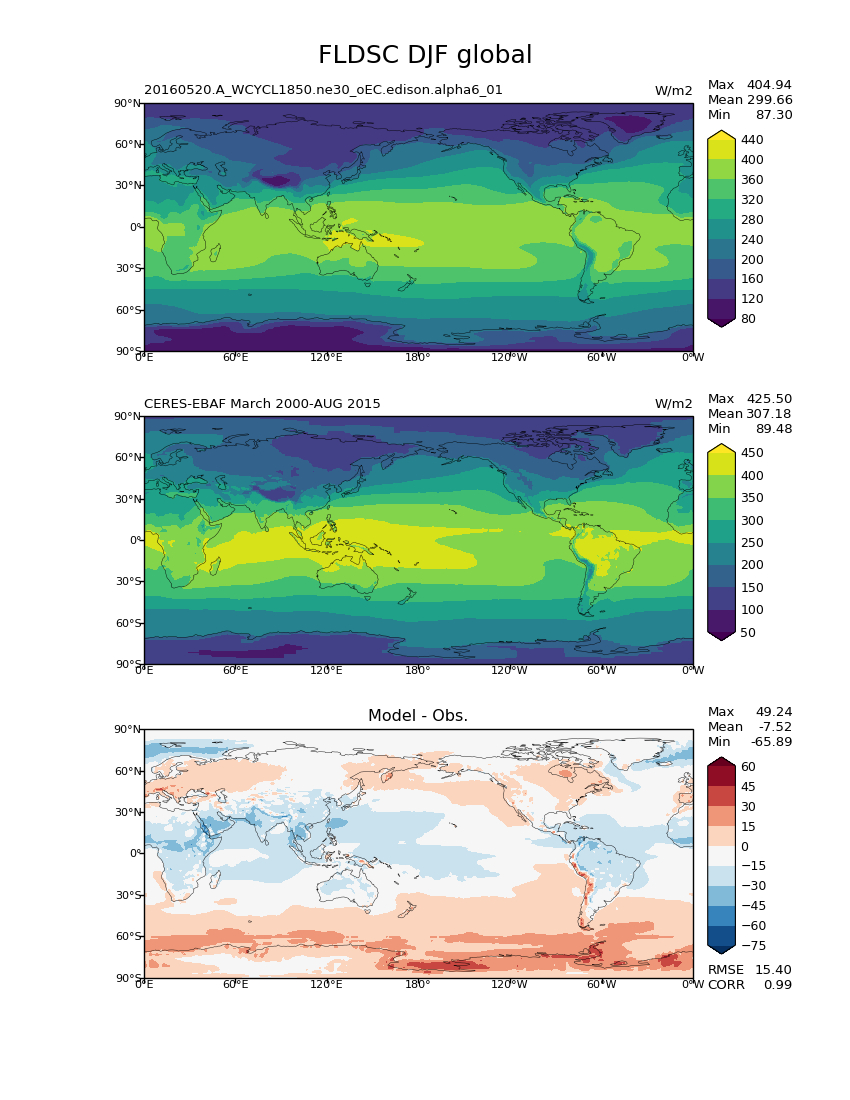 FLDSC DJF global
20160520.A_WCYCL1850.ne30_oEC.edison.alpha6_01 W/m2
Max 404.94
Mean 299.66
Min 87.30
90°N
60°N
30°N
0°
30°S
60°S
90°S
0°E 60°E 120°E 180° 120°W 60°W 0°W
440
400
360
320
280
240
200
160
120
80
CERES-EBAF March 2000-AUG 2015 W/m2
Max 425.50
Mean 307.18
Min 89.48
90°N
60°N
30°N
0°
30°S
60°S
90°S
0°E 60°E 120°E 180° 120°W 60°W 0°W
450
400
350
300
250
200
150
100
50
Model - Obs.
Max 49.24
Mean -7.52
Min -65.89
90°N
60°N
30°N
0°
30°S
60°S
90°S
0°E 60°E 120°E 180° 120°W 60°W 0°W
60
45
30
15
0
−15
−30
−45
−60
−75
RMSE 15.40
CORR 0.99